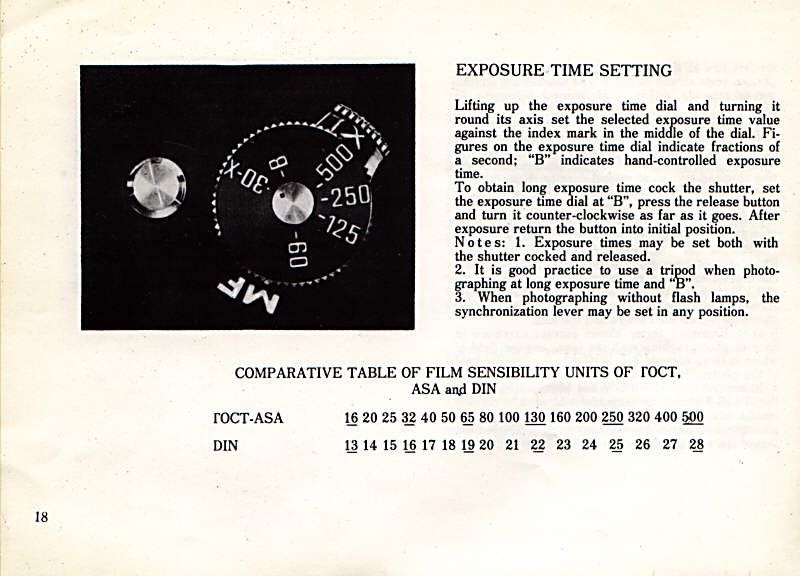 X
B
X
500
30-X
-250
-125
-60
MF
EXPOSURE TIME SETTING
Lifting up the exposure time dial and turning it
round its axis set the selected exposure time value
against the index mark in the middle of the dial. Fi-
gures on the exposure time dial indicate fractions of
a second; “B” indicates hand-controlled exposure
time.
To obtain long exposure time cock the shutter, set
the exposure time dial at “B”, press the release button
and turn it counter-clockwise as far as it goes. After
exposure return the button into initial position.
Notes: 1. Exposure times may be set both with
the shutter cocked and released.
2. It is good practice to use a tripod when photo-
graphing at long exposure time and “B”.
3. When photographing without flash lamps, the
synchronization lever may be set in any position.
COMPARATIVE TABLE OF FILM SENSIBILITY UNITS OF ГОСТ,
ASA and DIN
ГОСТ-ASA 16 20 25 32 40 50 65 80 100 130 160 200 250 320 400 500
DIN 13 14 15 16 17 18 19 20 21 22 23 24 25 26 27 28
18